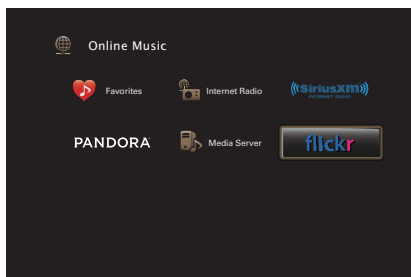 Online Music
Favorites Internet Radio ((SiriusXM))
INTERNET RADIO
PANDORA Media Server flickr